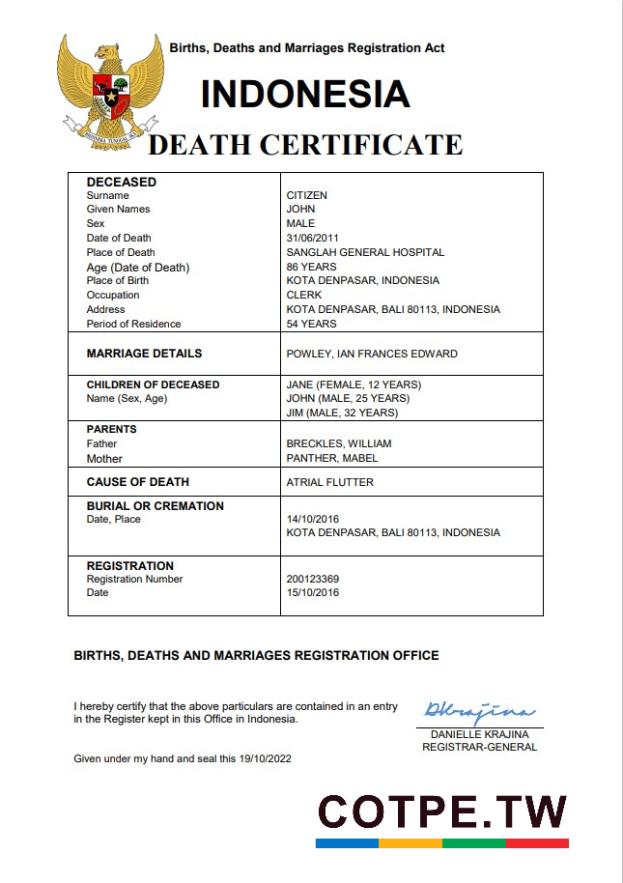 Births, Deaths and Marriages Registration Act
INDONESIA
DEATH CERTIFICATE
DECEASED
Surname CITIZEN
Given Names JOHN
Sex MALE
Date of Death 31/06/2011
Place of Death SANGLAH GENERAL HOSPITAL
Age (Date of Death) 86 YEARS
Place of Birth KOTA DENPASAR, INDONESIA
Occupation CLERK
Address KOTA DENPASAR, BALI 80113, INDONESIA
Period of Residence 54 YEARS
MARRIAGE DETAILS POWLEY, IAN FRANCES EDWARD
CHILDREN OF DECEASED JANE (FEMALE, 12 YEARS)
Name (Sex, Age) JOHN (MALE, 25 YEARS)
JIM (MALE, 32 YEARS)
PARENTS
Father BRECKLES, WILLIAM
Mother PANTHER, MABEL
CAUSE OF DEATH ATRIAL FLUTTER
BURIAL OR CREMATION
Date, Place 14/10/2016
KOTA DENPASAR, BALI 80113, INDONESIA
REGISTRATION
Registration Number 200123369
Date 15/10/2016
BIRTHS, DEATHS AND MARRIAGES REGISTRATION OFFICE
I hereby certify that the above particulars are contained in an entry
in the Register kept in this Office in Indonesia.
DKrajina
DANIELLE KRAJINA
REGISTRAR-GENERAL
Given under my hand and seal this 19/10/2022
COTPE.TW